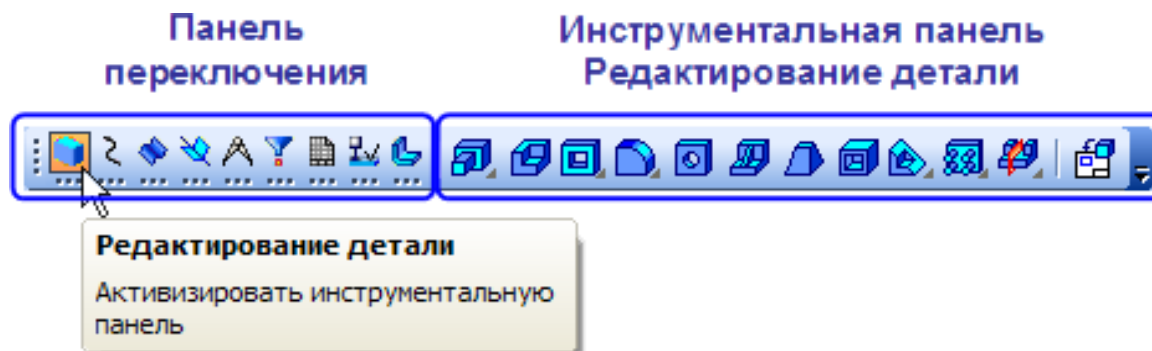 Панель
переключения
Инструментальная панель
Редактирование детали
Редактирование детали
Активизировать инструментальную
панель